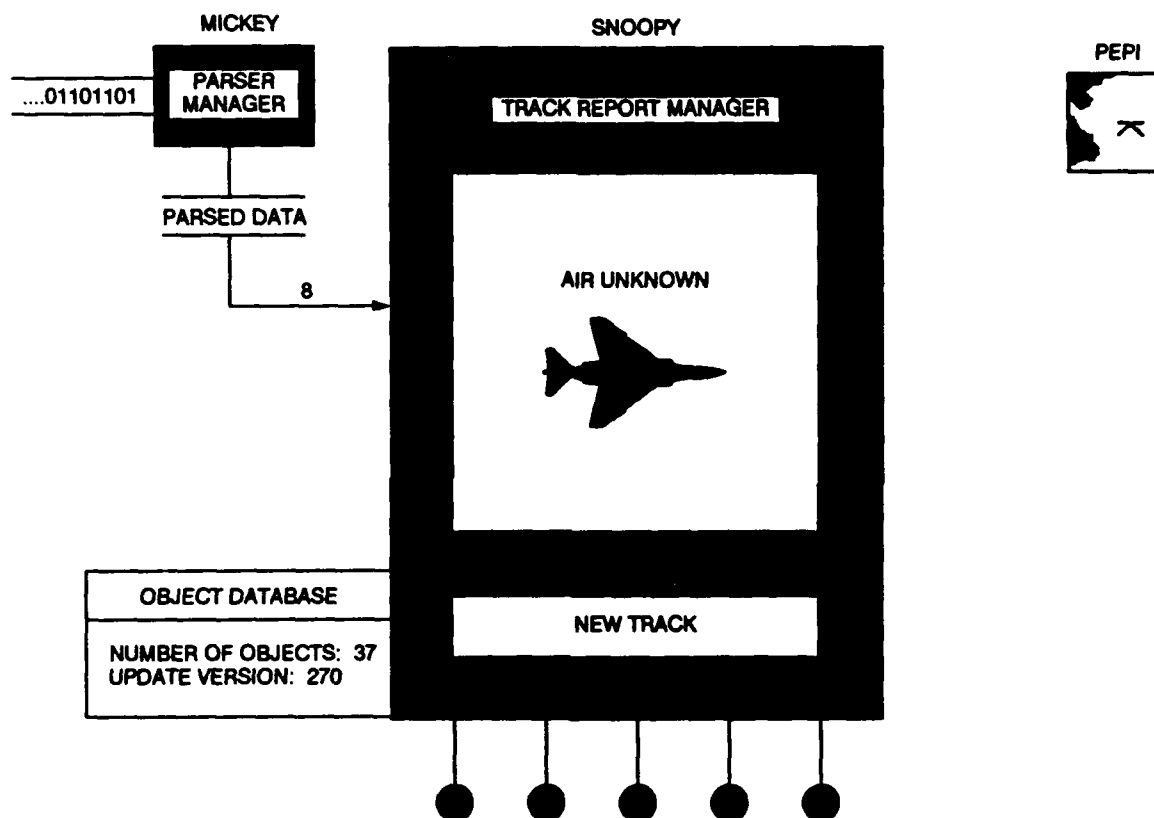 MICKEY
SNOOPY
PEPI
....01101101
PARSER
MANAGER
TRACK REPORT MANAGER
PARSED DATA
8
AIR UNKNOWN
OBJECT DATABASE
NUMBER OF OBJECTS: 37
UPDATE VERSION: 270
NEW TRACK